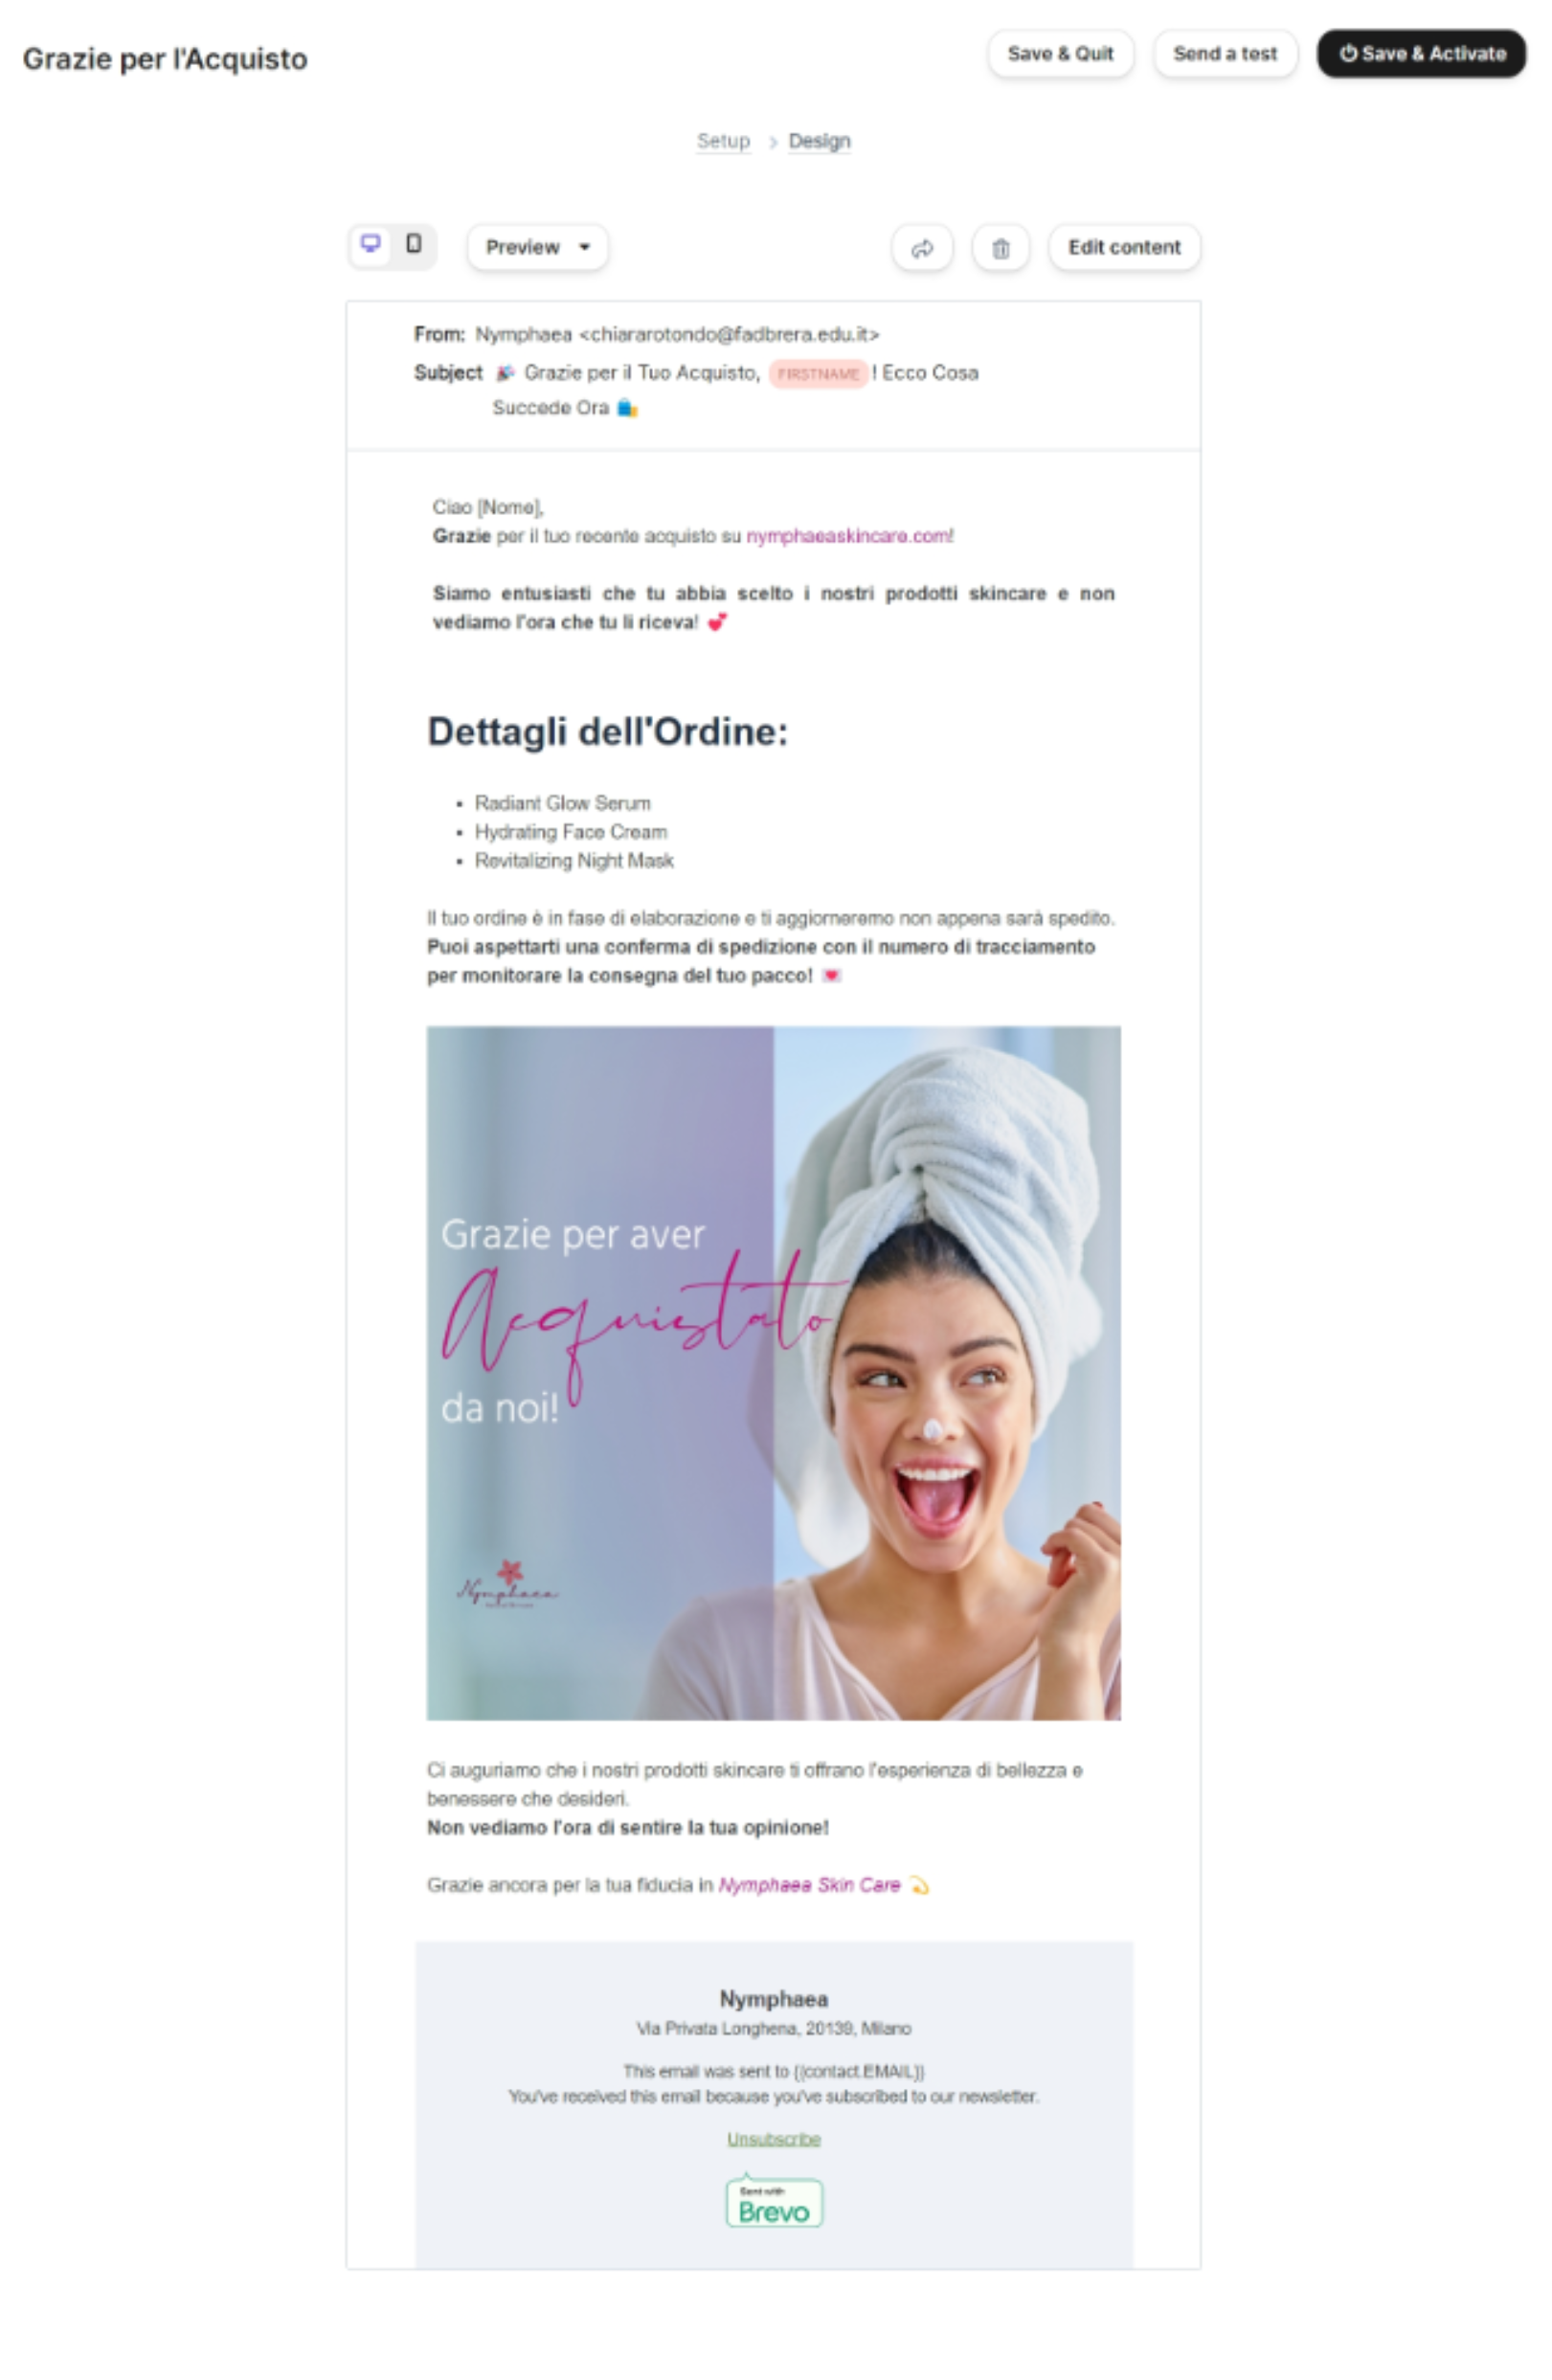 Grazie per l'Acquisto
Save & Quit
Send a test
Save & Activate
Setup > Design
Preview
Edit content
From: Nymphaea <chiararotondo@fadbrera.edu.it>
Subject 🎉 Grazie per il Tuo Acquisto, FIRSTNAME ! Ecco Cosa
Succede Ora 🛍️
Ciao [Nome],
Grazie per il tuo recente acquisto su nymphaeaskincare.com!
Siamo entusiasti che tu abbia scelto i nostri prodotti skincare e non
vediamo l'ora che tu li riceva! 💕
Dettagli dell'Ordine:
• Radiant Glow Serum
• Hydrating Face Cream
• Revitalizing Night Mask
Il tuo ordine è in fase di elaborazione e ti aggiorneremo non appena sarà spedito.
Puoi aspettarti una conferma di spedizione con il numero di tracciamento
per monitorare la consegna del tuo pacco! 💌
Grazie per aver
Acquistato
da noi!
Nymphaea
Ci auguriamo che i nostri prodotti skincare ti offrano l'esperienza di bellezza e
benessere che desideri.
Non vediamo l'ora di sentire la tua opinione!
Grazie ancora per la tua fiducia in Nymphaea Skin Care 💫
Nymphaea
Via Privata Longhena, 20139, Milano
This email was sent to {{contact.EMAIL}}
You've received this email because you've subscribed to our newsletter.
Unsubscribe
Sent with
Brevo